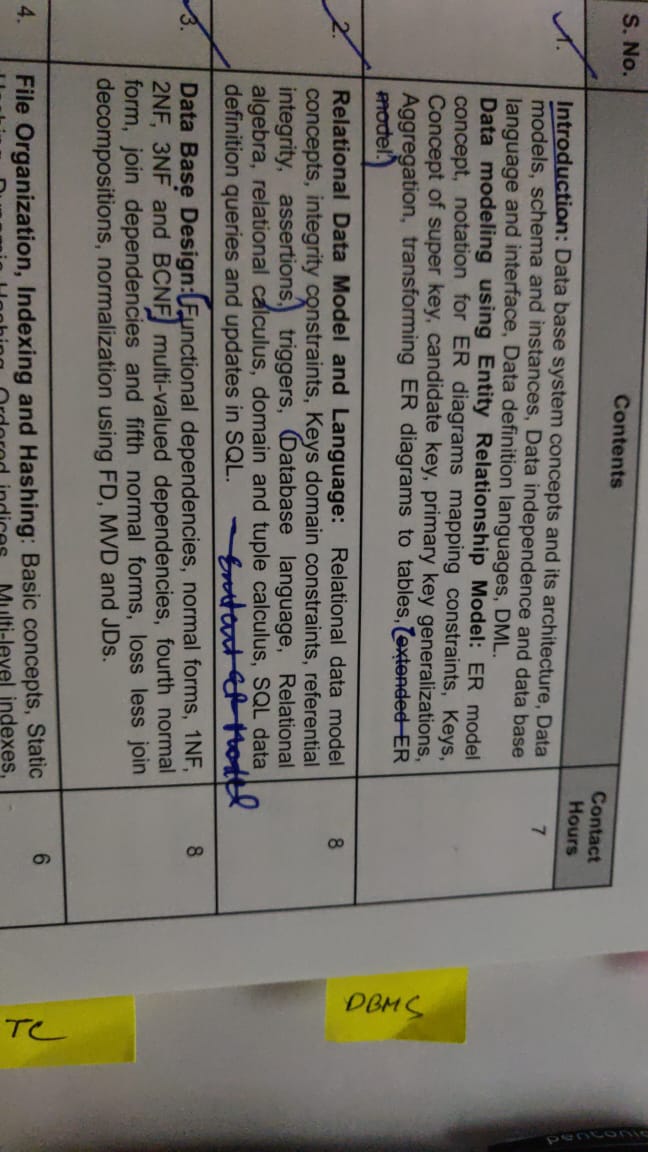 S. No.
Contents
Contact
Hours
1.
Introduction: Data base system concepts and its architecture, Data
models, schema and instances, Data independence and data base
language and interface, Data definition languages, DML.
Data modeling using Entity Relationship Model: ER model
concept, notation for ER diagrams mapping constraints, Keys,
Concept of super key, candidate key, primary key generalizations,
Aggregation, transforming ER diagrams to tables, extended ER
model.
7
2.
Relational Data Model and Language: Relational data model
concepts, integrity constraints, Keys domain constraints, referential
integrity, assertions, triggers, Database language, Relational
algebra, relational calculus, domain and tuple calculus, SQL data
definition queries and updates in SQL.
ER Model
8
3.
Data Base Design: Functional dependencies, normal forms, 1NF,
2NF, 3NF and BCNF, multi-valued dependencies, fourth normal
form, join dependencies and fifth normal forms, loss less join
decompositions, normalization using FD, MVD and JDs.
8
4.
File Organization, Indexing and Hashing: Basic concepts, Static
Hashing, Dynamic Hashing, Ordered indices, Multi-level indexes,
6
DBMS
TC